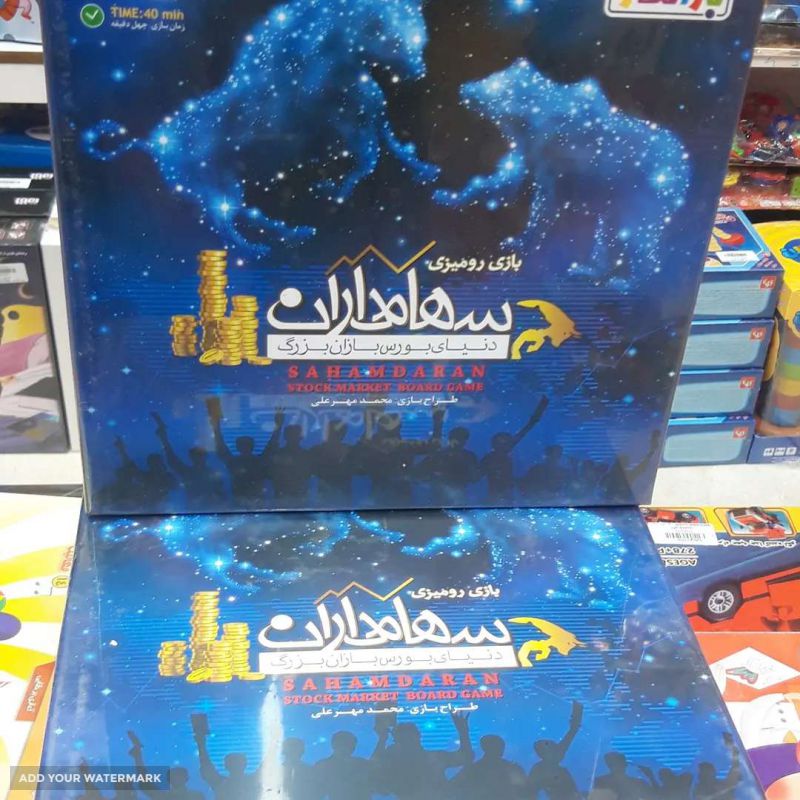 TIME: 40 min
زمان بازی: چهل دقیقه
بازی رومیزی
سهامداران
دنیای بورس بازان بزرگ
SAHAMDARAN
STOCK MARKET BOARD GAME
طراح بازی: محمد مهرعلی
بازی رومیزی
سهامداران
دنیای بورس بازان بزرگ
SAHAMDARAN
STOCK MARKET BOARD GAME
طراح بازی: محمد مهرعلی
ADD YOUR WATERMARK